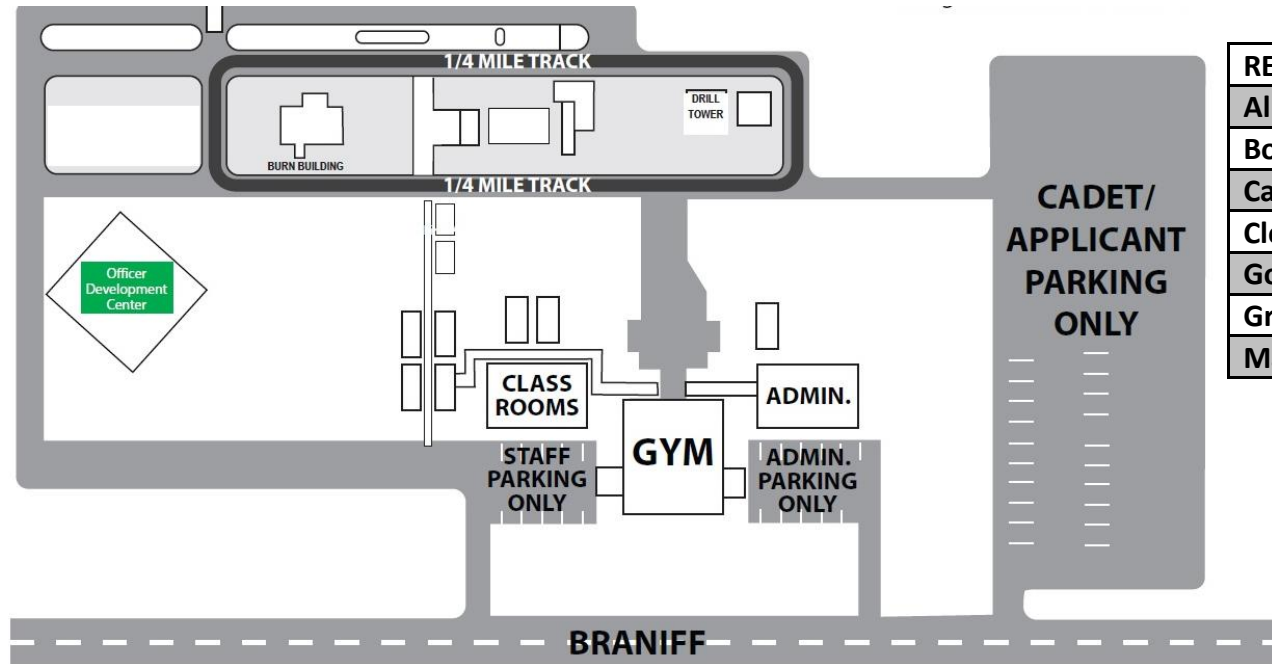 1/4 MILE TRACK
DRILL
TOWER
BURN BUILDING
1/4 MILE TRACK
Officer
Development
Center
CADET/
APPLICANT
PARKING
ONLY
CLASS
ROOMS
ADMIN.
GYM
STAFF
PARKING
ONLY
ADMIN.
PARKING
ONLY
BRANIFF